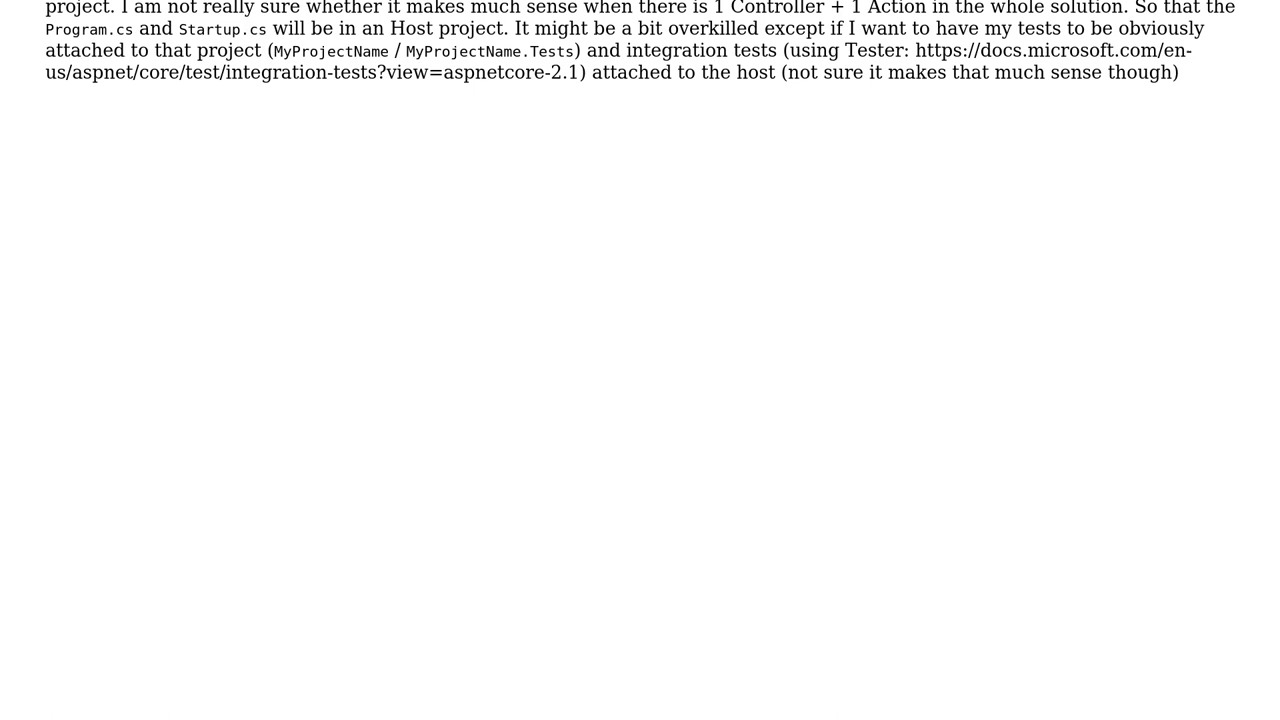 project. I am not really sure whether it makes much sense when there is 1 Controller + 1 Action in the whole solution. So that the
Program.cs and Startup.cs will be in an Host project. It might be a bit overkilled except if I want to have my tests to be obviously
attached to that project (MyProjectName / MyProjectName.Tests) and integration tests (using Tester: https://docs.microsoft.com/en-
us/aspnet/core/test/integration-tests?view=aspnetcore-2.1) attached to the host (not sure it makes that much sense though)